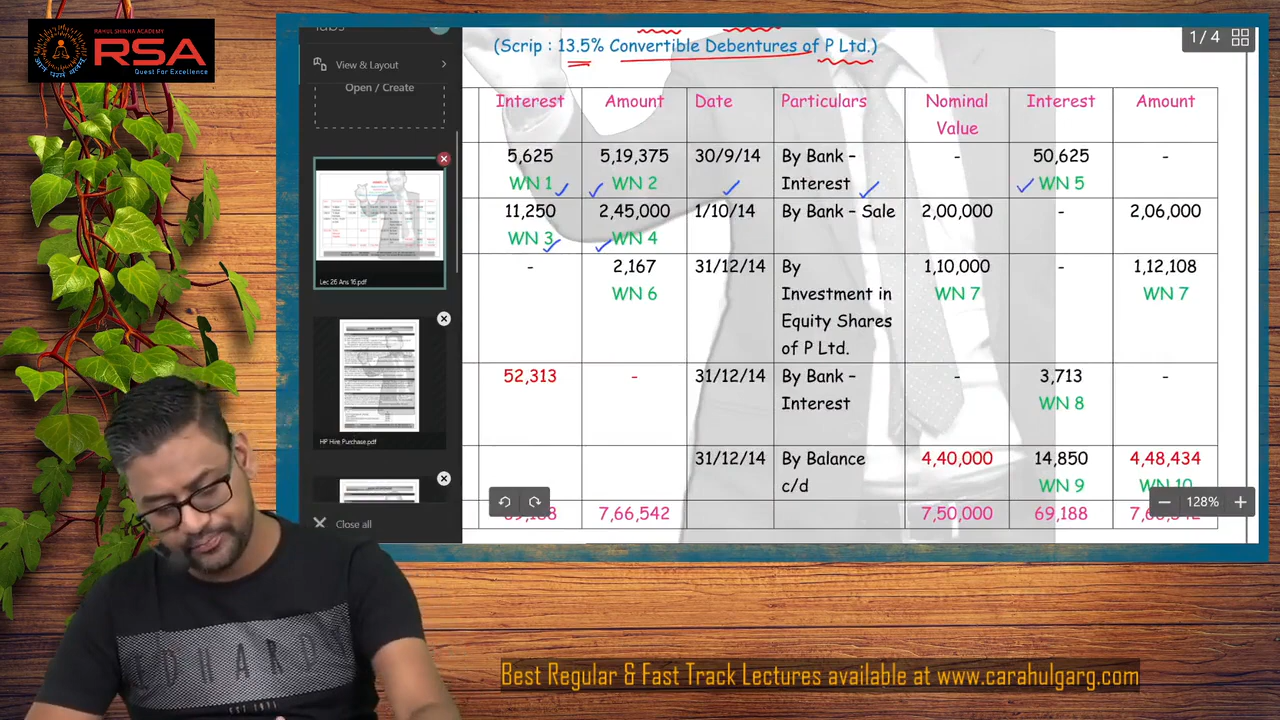 RAHUL SHIKHA ACADEMY
RSA
Quest For Excellence
View & Layout
Open / Create
Lec 26 Ans 16.pdf
HP Hire Purchase.pdf
Close all
(Scrip : 13.5% Convertible Debentures of P Ltd.)
1 / 4
Interest Amount Date Particulars Nominal Value Interest Amount
5,625 5,19,375 30/9/14 By Bank – - 50,625 -
WN 1 WN 2 Interest WN 5
11,250 2,45,000 1/10/14 By Bank – Sale 2,00,000 - 2,06,000
WN 3 WN 4
- 2,167 31/12/14 By 1,10,000 - 1,12,108
WN 6 Investment in WN 7 WN 7
Equity Shares
of P Ltd.
52,313 - 31/12/14 By Bank – - 3,713 -
Interest WN 8
31/12/14 By Balance 4,40,000 14,850 4,48,434
c/d WN 9 WN 10
7,66,542 7,50,000 69,188
128%
Best Regular & Fast Track Lectures available at www.carahulgarg.com